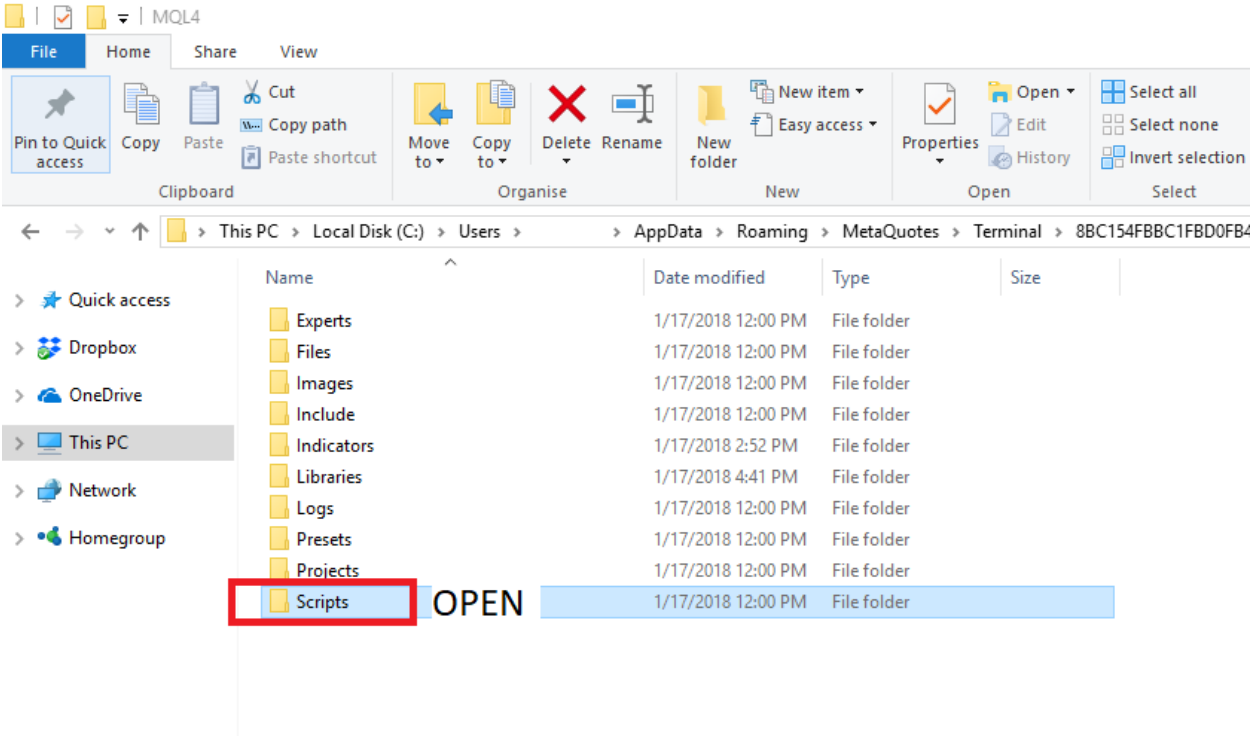 MQL4
File Home Share View
Pin to Quick access
Copy
Paste
Cut
Copy path
Paste shortcut
Clipboard
Move to
Copy to
Delete
Rename
Organise
New folder
New item
Easy access
New
Properties
Open
Edit
History
Open
Select all
Select none
Invert selection
Select
This PC > Local Disk (C:) > Users > > AppData > Roaming > MetaQuotes > Terminal > 8BC154FBBC1FBD0FB4
Quick access
Dropbox
OneDrive
This PC
Network
Homegroup
Name Date modified Type Size
Experts 1/17/2018 12:00 PM File folder
Files 1/17/2018 12:00 PM File folder
Images 1/17/2018 12:00 PM File folder
Include 1/17/2018 12:00 PM File folder
Indicators 1/17/2018 2:52 PM File folder
Libraries 1/17/2018 4:41 PM File folder
Logs 1/17/2018 12:00 PM File folder
Presets 1/17/2018 12:00 PM File folder
Projects 1/17/2018 12:00 PM File folder
Scripts OPEN 1/17/2018 12:00 PM File folder